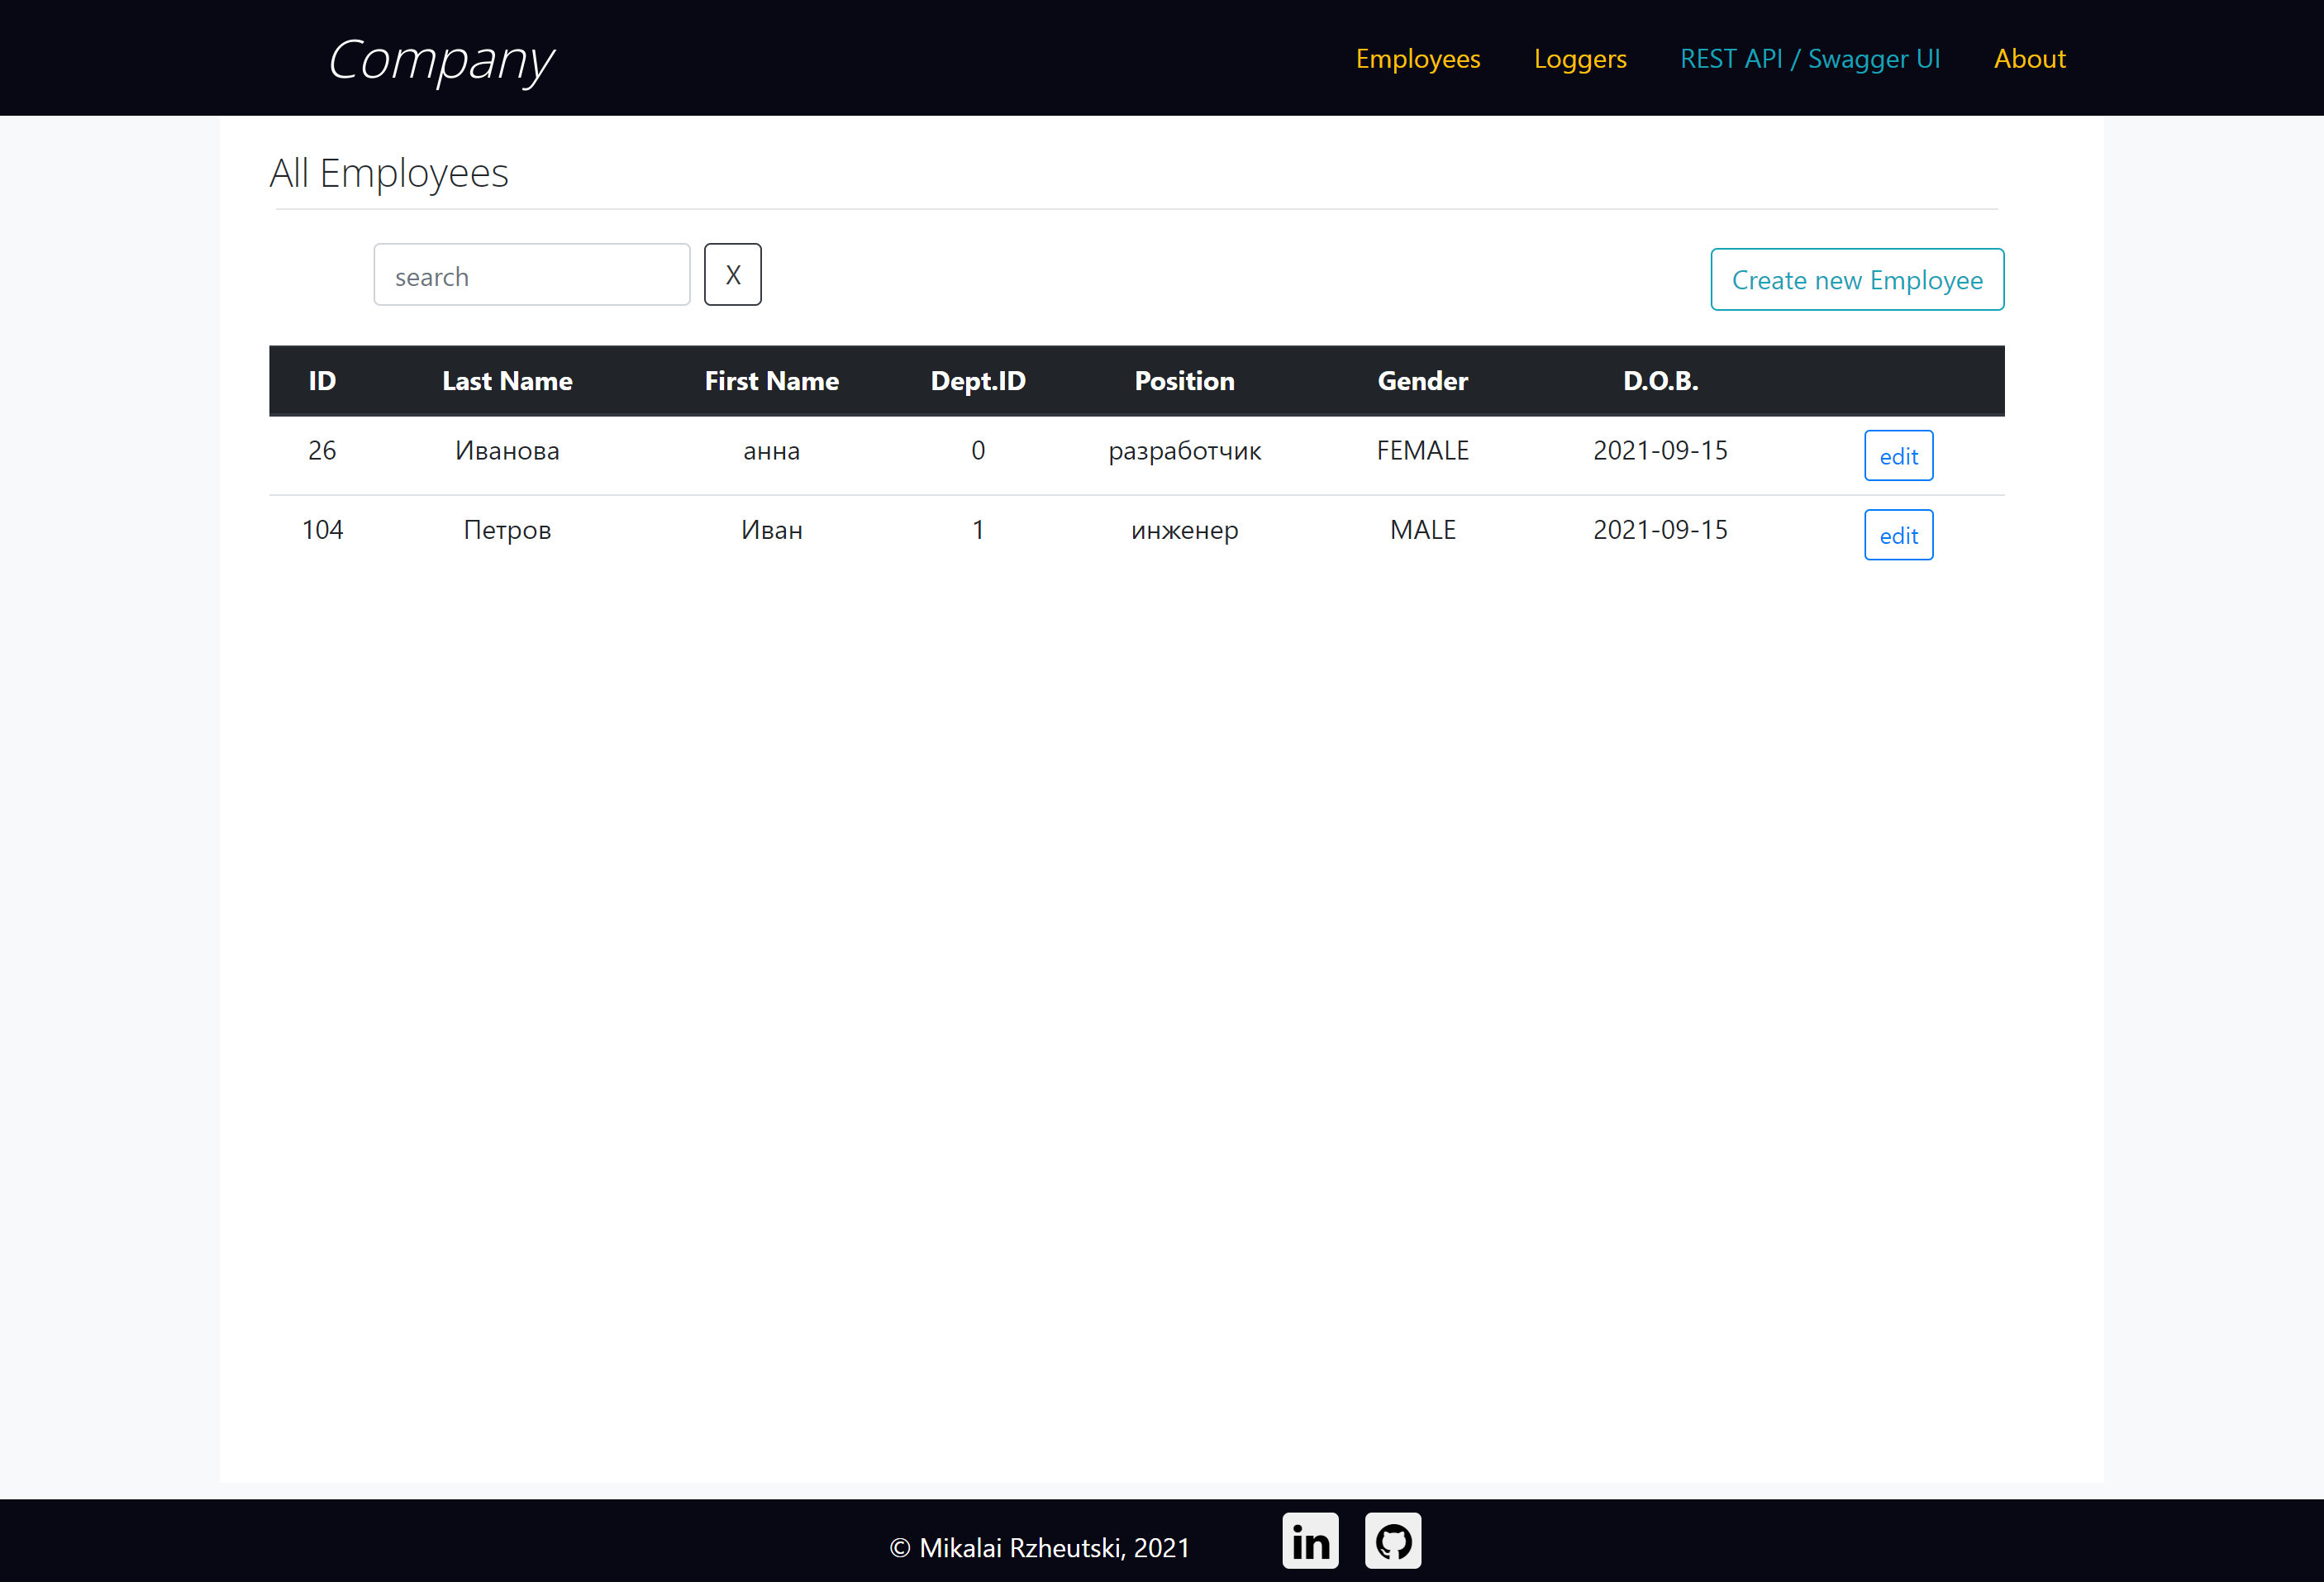 Company Employees Loggers REST API / Swagger UI About
All Employees
search X Create new Employee
ID Last Name First Name Dept.ID Position Gender D.O.B.
26 Иванова анна 0 разработчик FEMALE 2021-09-15 edit
104 Петров Иван 1 инженер MALE 2021-09-15 edit
© Mikalai Rzheutski, 2021 in